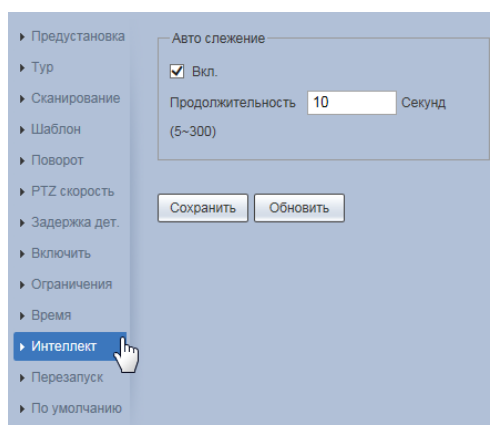 Предустановка
Тур
Сканирование
Шаблон
Поворот
PTZ скорость
Задержка дет.
Включить
Ограничения
Время
Интеллект
Перезапуск
По умолчанию
Авто слежение
Вкл.
Продолжительность 10 Секунд
(5~300)
Сохранить Обновить